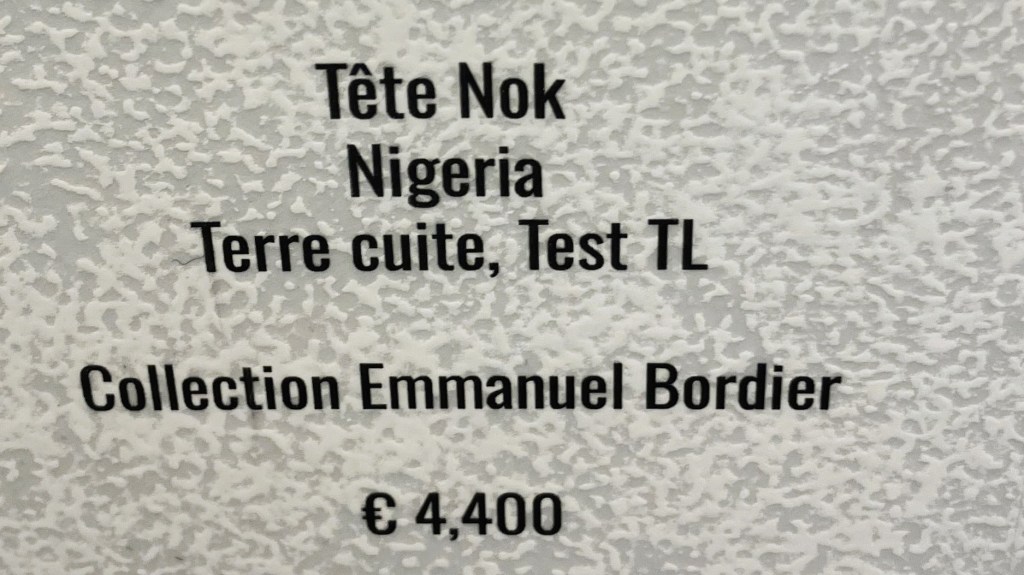 Tête Nok
Nigeria
Terre cuite, Test TL
Collection Emmanuel Bordier
€ 4,400